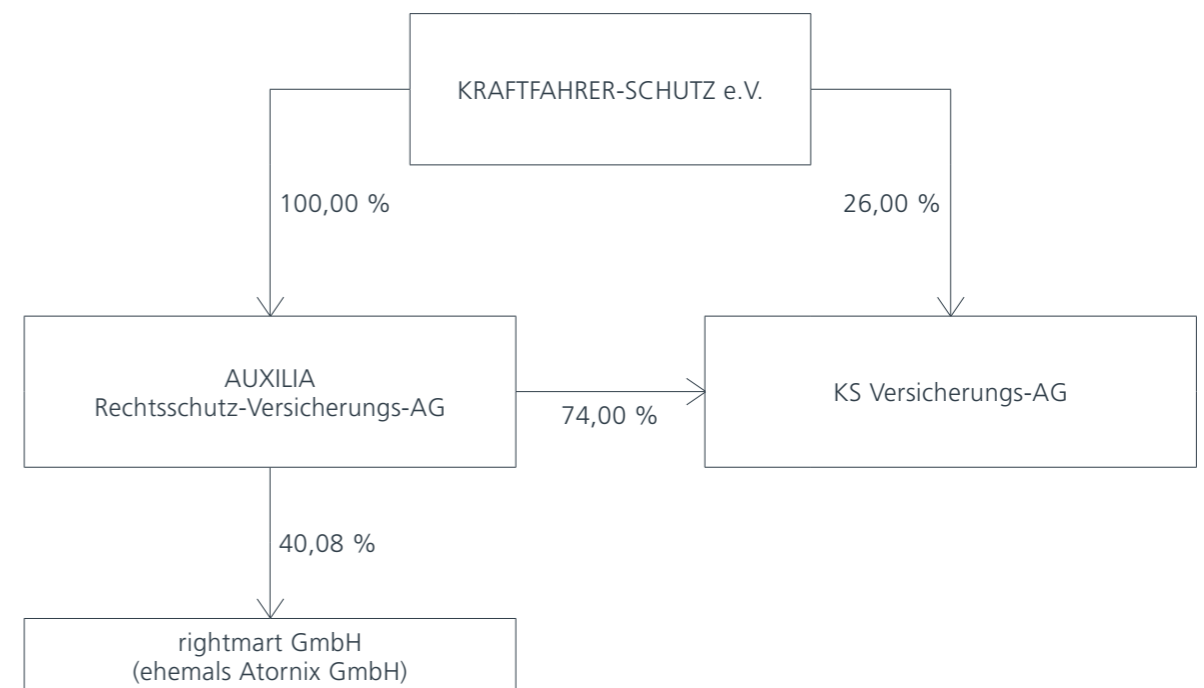 KRAFTFAHRER-SCHUTZ e.V.
100,00 %
26,00 %
AUXILIA
Rechtsschutz-Versicherungs-AG
74,00 %
KS Versicherungs-AG
40,08 %
rightmart GmbH
(ehemals Atornix GmbH)